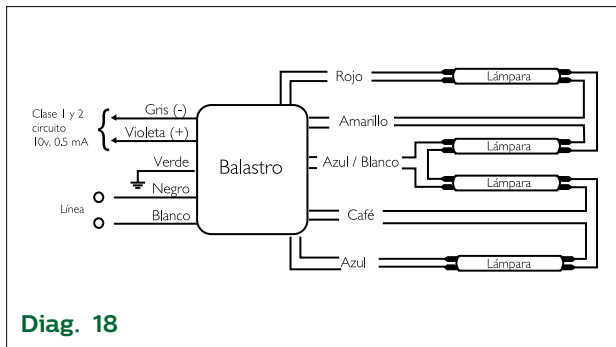 Rojo
Lámpara
Clase 1 y 2
circuito
10v, 0.5 mA
Gris (-)
Violeta (+)
Amarillo
Lámpara
Verde
Balastro
Azul / Blanco
Lámpara
Línea
Negro
Blanco
Café
Azul
Lámpara
Diag. 18